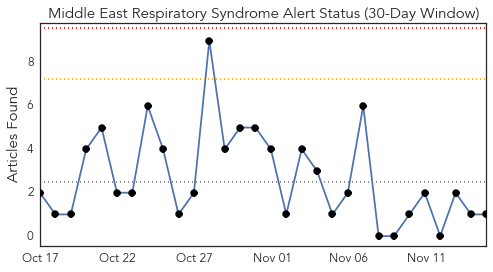 Middle East Respiratory Syndrome Alert Status (30-Day Window)
Articles Found
8
6
4
2
0
Oct 17 Oct 22 Oct 27 Nov 01 Nov 06 Nov 11